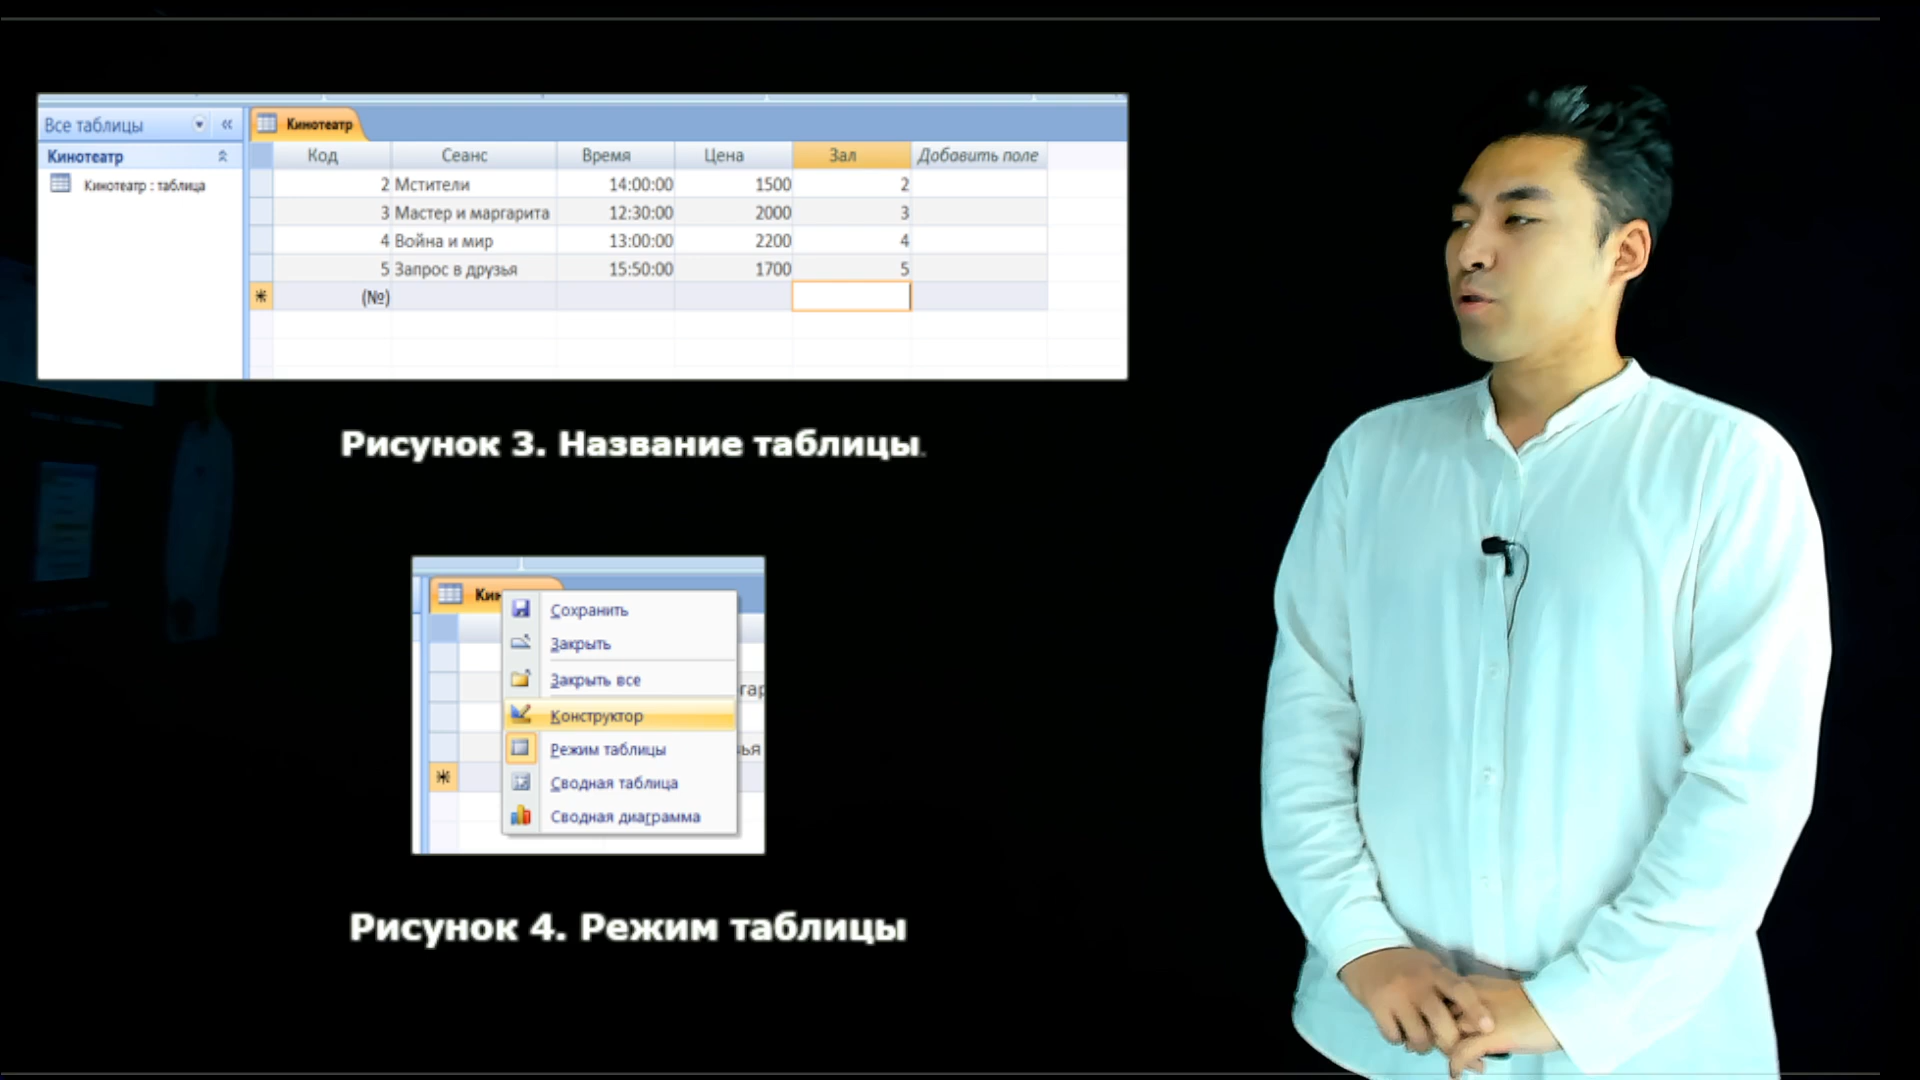 Все таблицы
Кинотеатр
Кинотеатр : таблица
Кинотеатр
Код Сеанс Время Цена Зал Добавить поле
2 Мстители 14:00:00 1500 2
3 Мастер и маргарита 12:30:00 2000 3
4 Война и мир 13:00:00 2200 4
5 Запрос в друзья 15:50:00 1700 5
(№)
Рисунок 3. Название таблицы.
Кин
Сохранить
Закрыть
Закрыть все
гар
Конструктор
Режим таблицы
ья
Сводная таблица
Сводная диаграмма
Рисунок 4. Режим таблицы